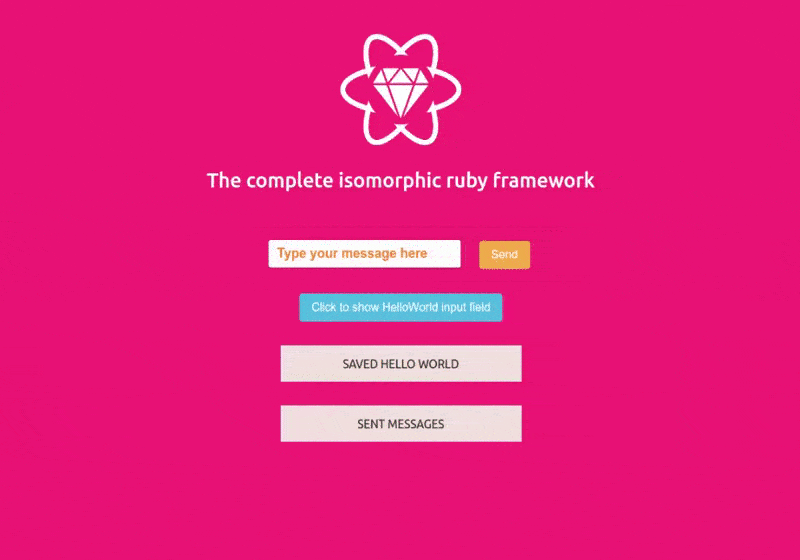 The complete isomorphic ruby framework
Type your message here
Send
Click to show HelloWorld input field
SAVED HELLO WORLD
SENT MESSAGES